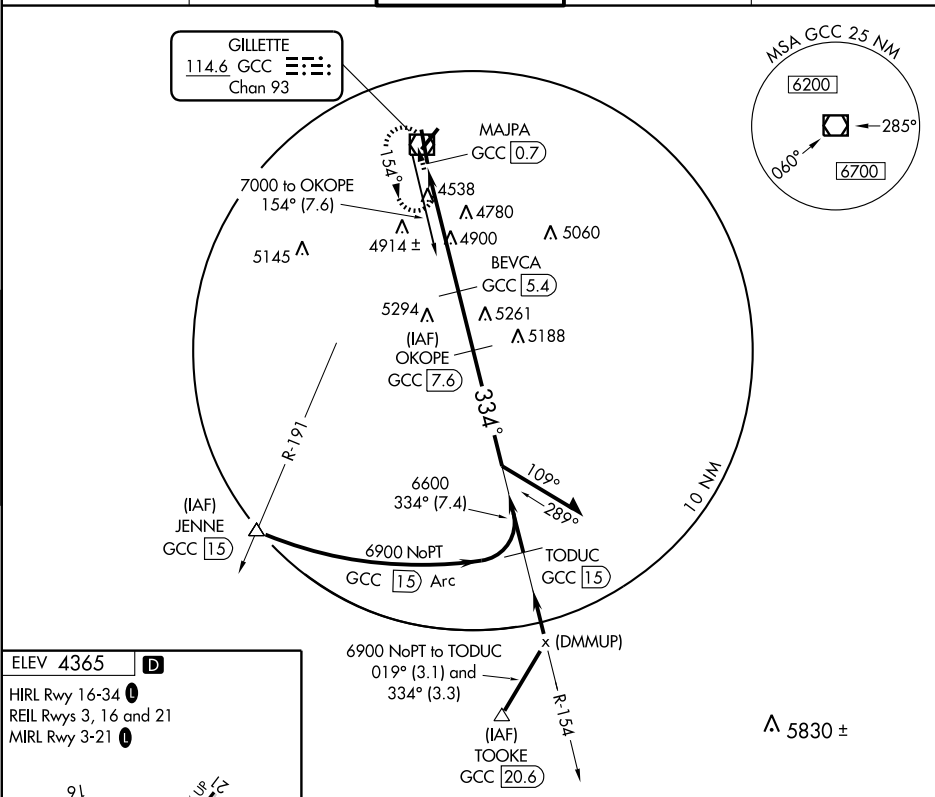 GILLETTE
114.6 GCC
Chan 93
MSA GCC 25 NM
6200
285°
060°
6700
MAJPA
GCC 0.7
154°
7000 to OKOPE
154° (7.6)
4538
4780
4914 ±
4900
5060
5145
BEVCA
GCC 5.4
5294
5261
5188
(IAF)
OKOPE
GCC 7.6
334°
R-191
109°
289°
10 NM
6600
334° (7.4)
(IAF)
JENNE
GCC 15
6900 NoPT
GCC 15 Arc
TODUC
GCC 15
(DMMUP)
6900 NoPT to TODUC
019° (3.1) and
334° (3.3)
R-154
(IAF)
TOOKE
GCC 20.6
5830 ±
ELEV 4365 D
HIRL Rwy 16-34 L
REIL Rwys 3, 16 and 21
MIRL Rwy 3-21 L
16
UP 21